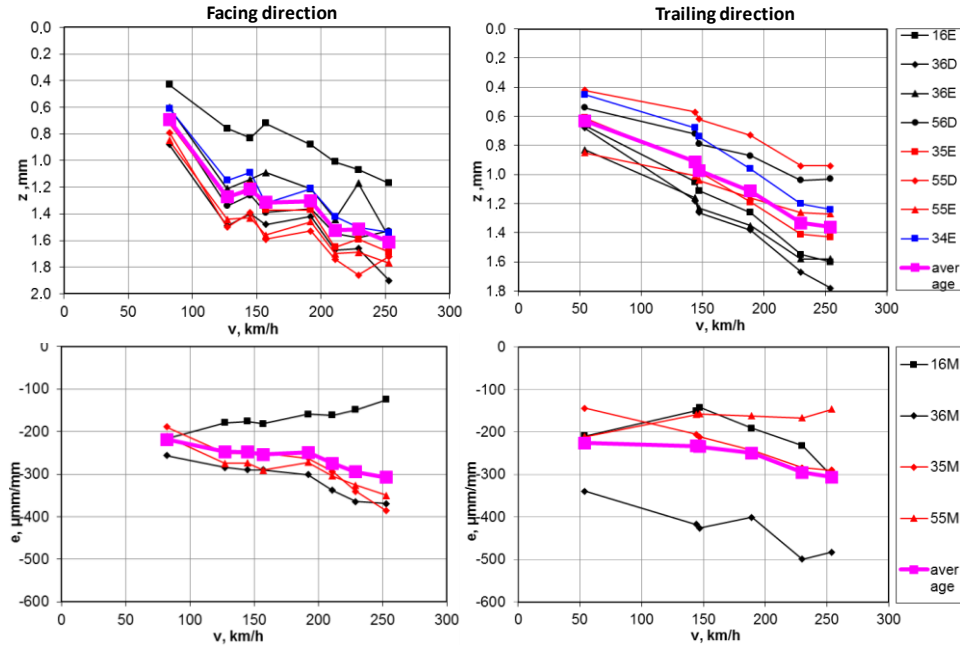 Facing direction
Trailing direction
0.0
0.2
0.4
0.6
0.8
1.0
1.2
1.4
1.6
1.8
2.0
z ,mm
0 50 100 150 200 250 300
v, km/h
0.0
0.2
0.4
0.6
0.8
1.0
1.2
1.4
1.6
1.8
z ,mm
0 50 100 150 200 250 300
v, km/h
16E
36D
36E
56D
35E
55D
55E
34E
aver
age
0
-100
-200
-300
-400
-500
-600
e, µmm/mm
0 50 100 150 200 250 300
v, km/h
0
-100
-200
-300
-400
-500
-600
e, µmm/mm
0 50 100 150 200 250 300
v, km/h
16M
36M
35M
55M
aver
age